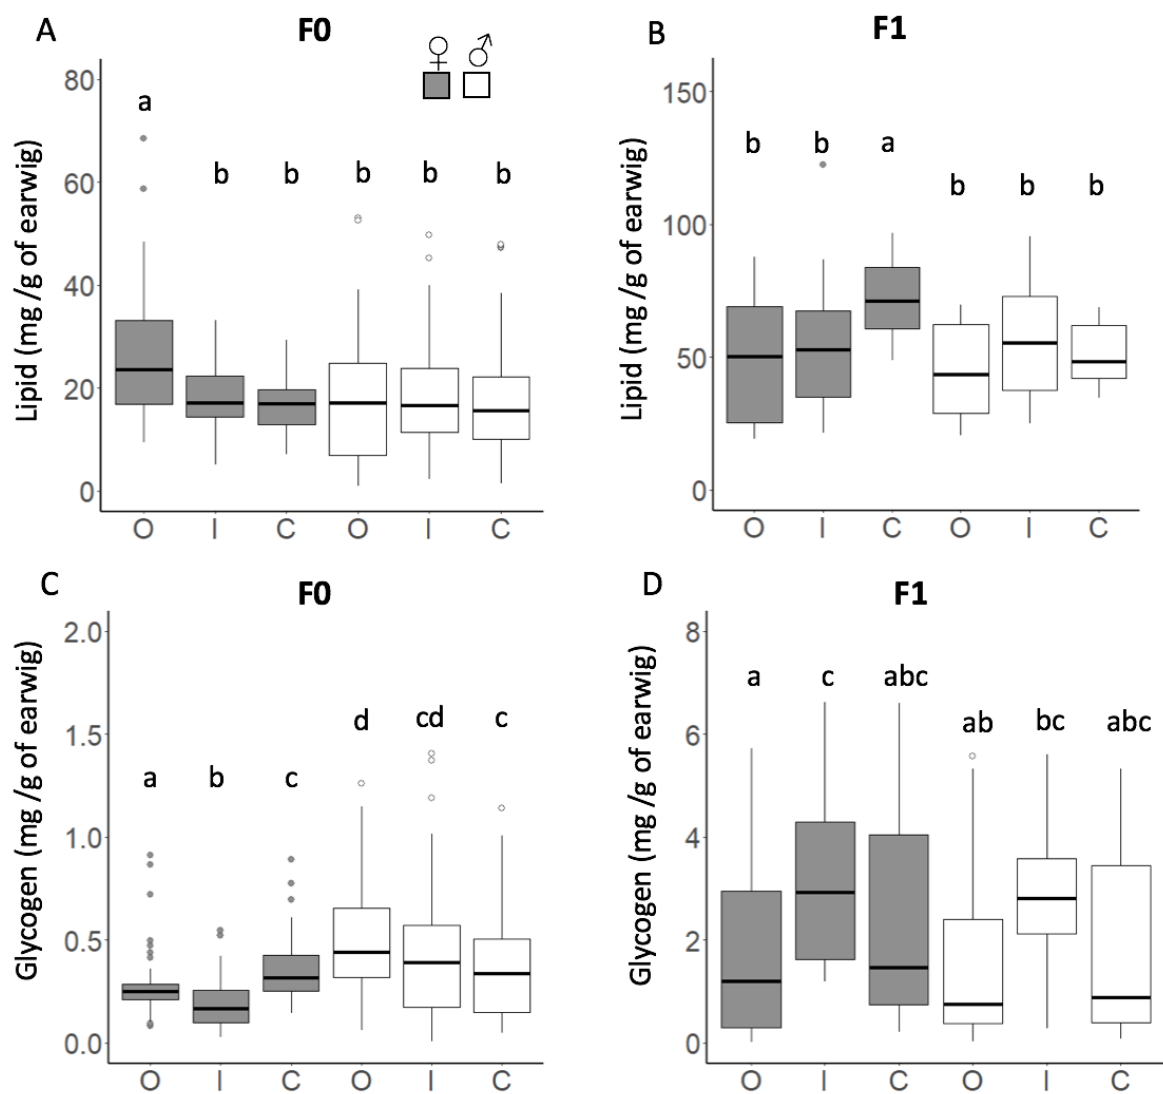 A
F0
♀ ♂
80
60
40
20
0
Lipid (mg /g of earwig)
a
b
b
b
b
b
O I C O I C
B
F1
150
100
50
0
Lipid (mg /g of earwig)
b
b
a
b
b
b
O I C O I C
C
F0
2.0
1.5
1.0
0.5
0.0
Glycogen (mg /g of earwig)
a
b
c
d
cd
c
O I C O I C
D
F1
8
6
4
2
0
Glycogen (mg /g of earwig)
a
c
abc
ab
bc
abc
O I C O I C